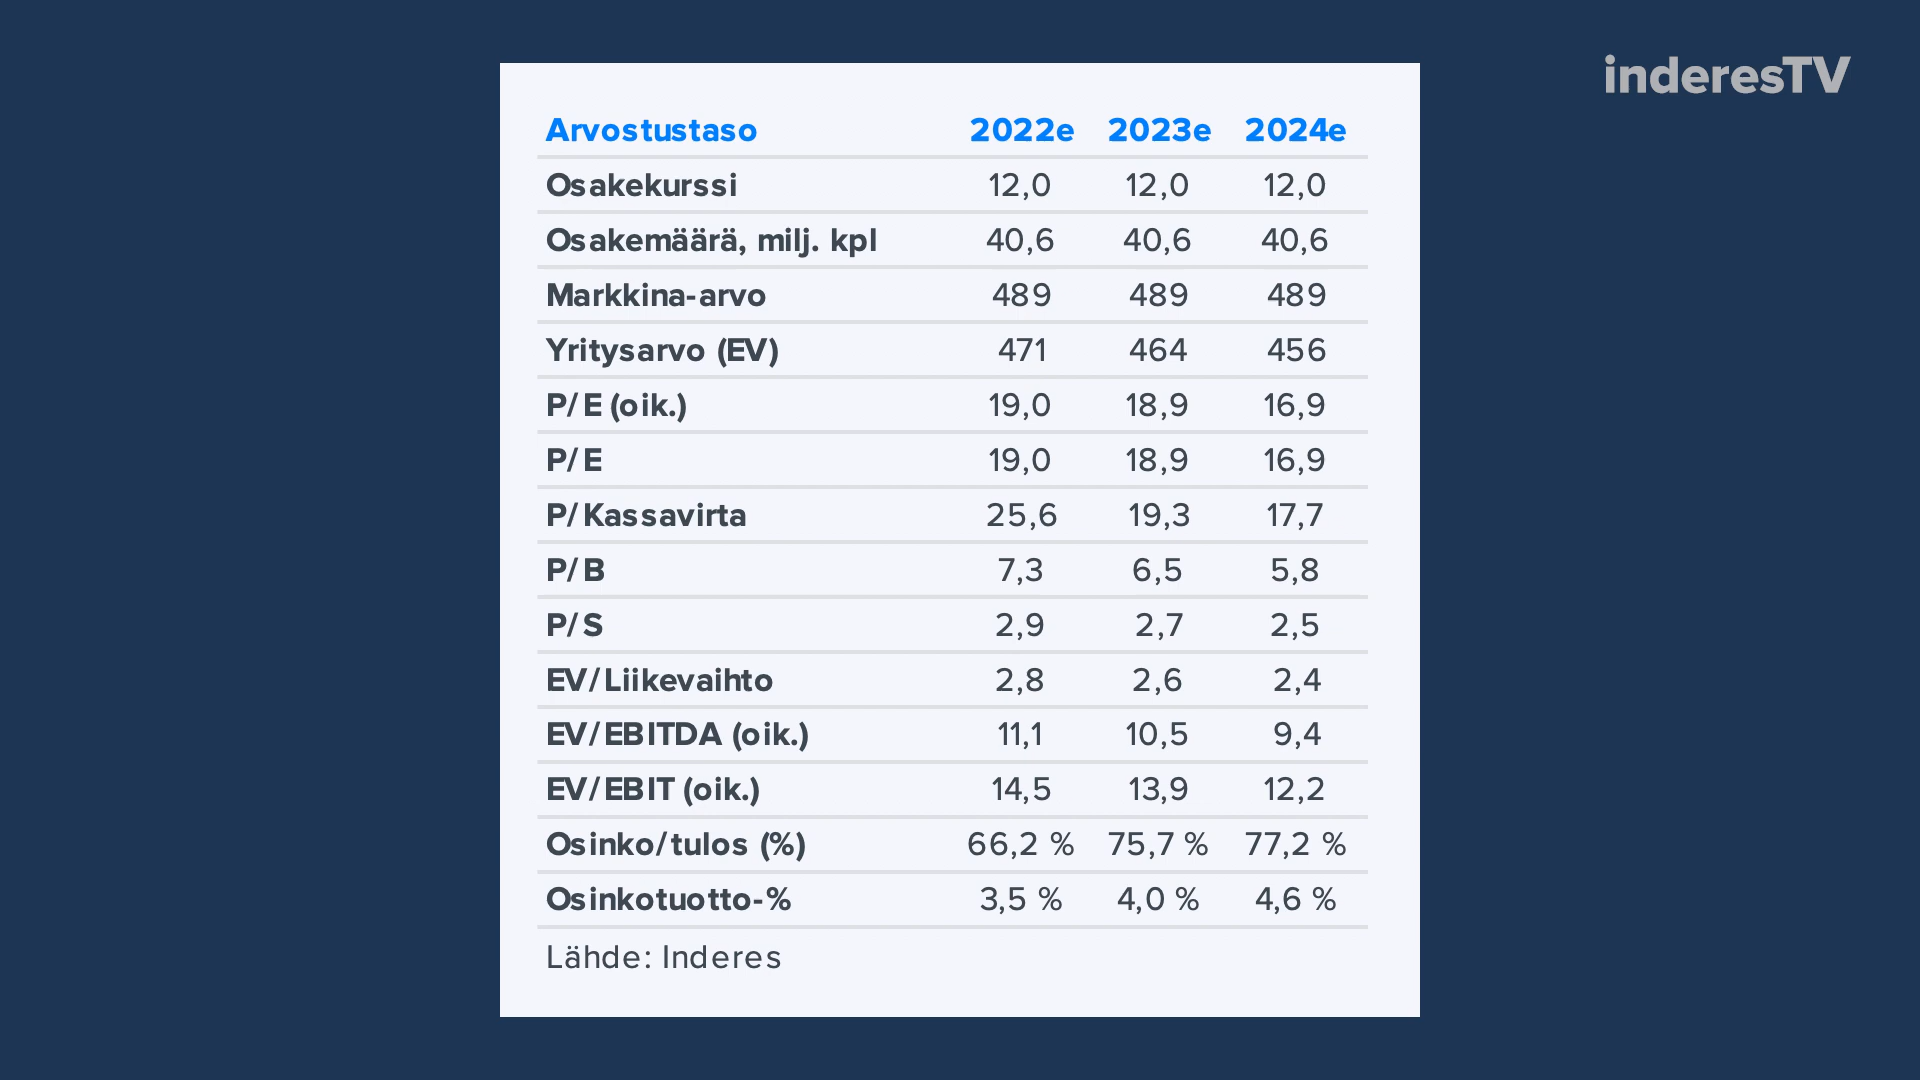 inderesTV
Arvostustaso 2022e 2023e 2024e
Osakekurssi 12,0 12,0 12,0
Osakemäärä, milj. kpl 40,6 40,6 40,6
Markkina-arvo 489 489 489
Yritysarvo (EV) 471 464 456
P/E (oik.) 19,0 18,9 16,9
P/E 19,0 18,9 16,9
P/Kassavirta 25,6 19,3 17,7
P/B 7,3 6,5 5,8
P/S 2,9 2,7 2,5
EV/Liikevaihto 2,8 2,6 2,4
EV/EBITDA (oik.) 11,1 10,5 9,4
EV/EBIT (oik.) 14,5 13,9 12,2
Osinko/tulos (%) 66,2 % 75,7 % 77,2 %
Osinkotuotto-% 3,5 % 4,0 % 4,6 %
Lähde: Inderes